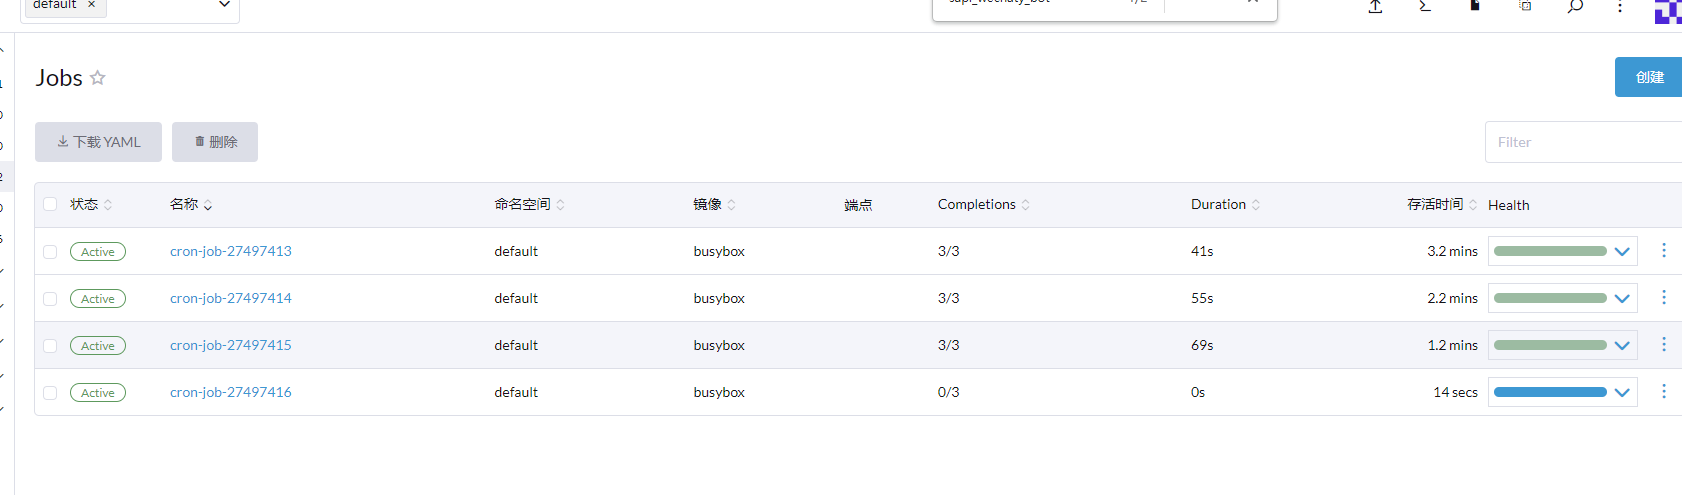 default ×
Jobs
创建
下载 YAML 删除
Filter
状态 名称 命名空间 镜像 端点 Completions Duration 存活时间 Health
Active cron-job-27497413 default busybox 3/3 41s 3.2 mins
Active cron-job-27497414 default busybox 3/3 55s 2.2 mins
Active cron-job-27497415 default busybox 3/3 69s 1.2 mins
Active cron-job-27497416 default busybox 0/3 0s 14 secs